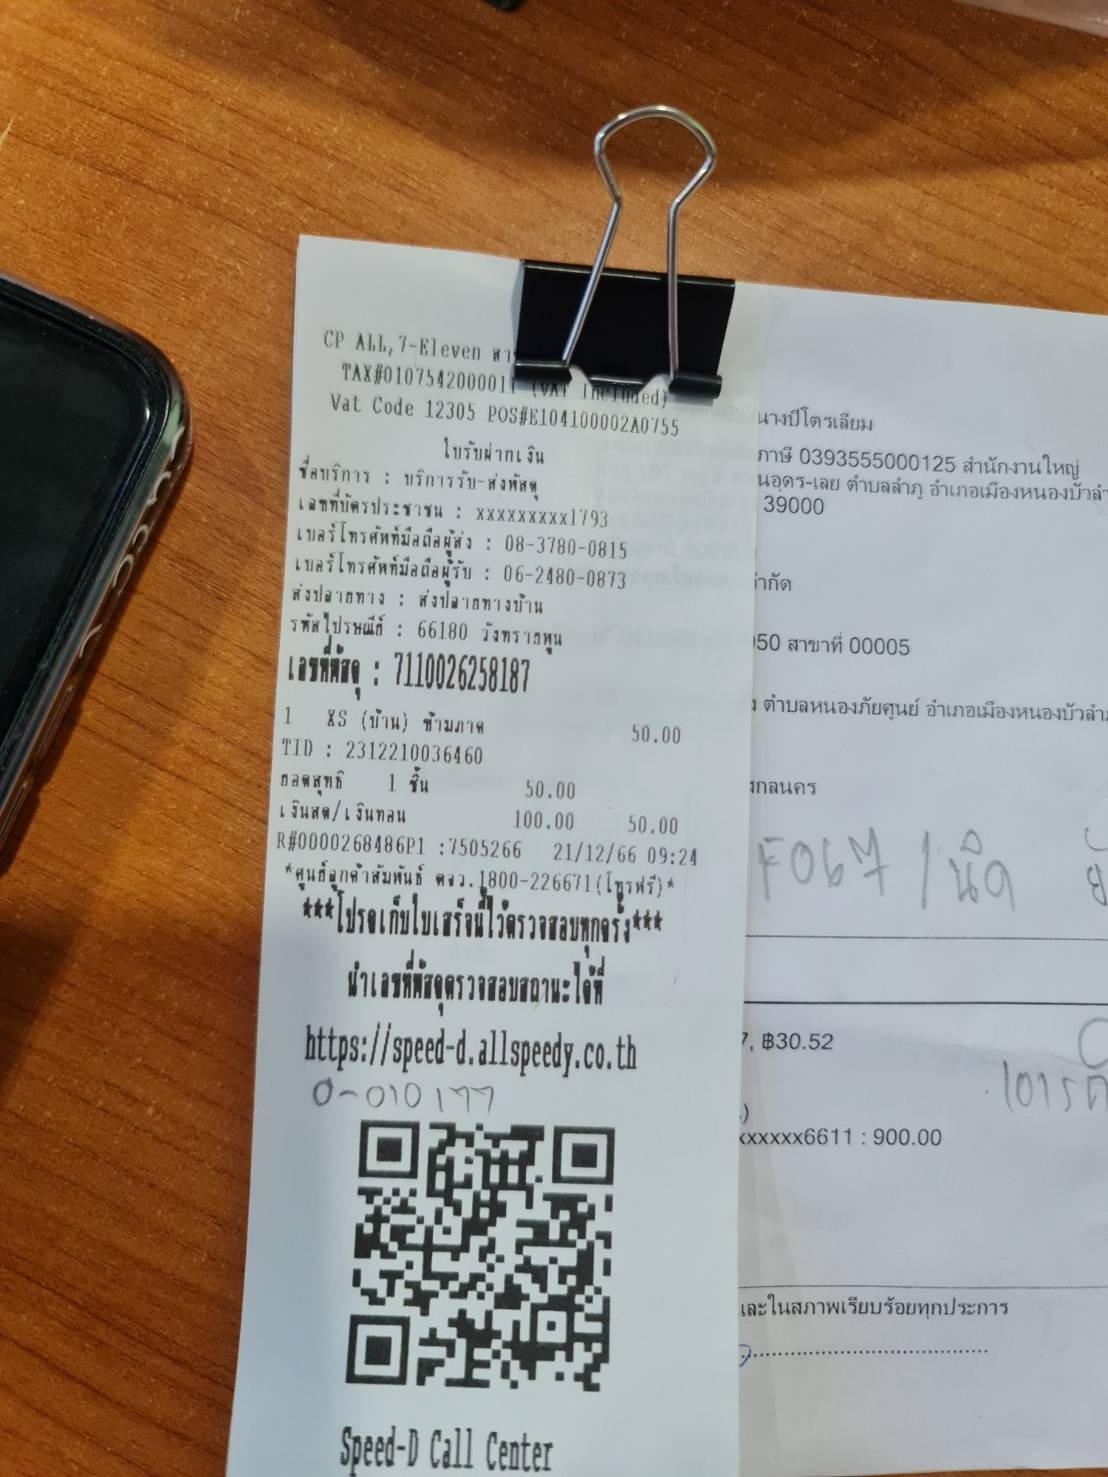 CP ALL,7-Eleven
TAX#0107542000011 (VAT Included)
Vat Code 12305 POS#E104100002A0755
ใบรับฝากเงิน
ชื่อบริการ : บริการรับ-ส่งพัสดุ
เลขที่บัตรประชาชน : xxxxxxxxx1793
เบอร์โทรศัพท์มือถือผู้ส่ง : 08-3780-0815
เบอร์โทรศัพท์มือถือผู้รับ : 06-2480-0873
ส่งปลายทาง : ส่งปลายทางบ้าน
รหัสไปรษณีย์ : 66180 วังทรายพูน
เลขที่พัสดุ : 7110026258187
1 XS (บ้าน) ข้ามภาค 50.00
TID : 2312210036460
ยอดสุทธิ 1 ชิ้น 50.00
เงินสด/เงินทอน 100.00 50.00
R#0000268486P1 :7505266 21/12/66 09:24
*ศูนย์ลูกค้าสัมพันธ์ ตจว.1800-226671(โทรฟรี)*
***โปรดเก็บใบเสร็จนี้ไว้ตรวจสอบทุกครั้ง***
นำเลขที่พัสดุตรวจสอบสถานะได้ที่
https://speed-d.allspeedy.co.th
0-010177
Speed-D Call Center
นางปิโตรเลียม
ภาษี 0393555000125 สำนักงานใหญ่
นอุดร-เลย ตำบลลำภู อำเภอเมืองหนองบัวลำ
39000
กัด
50 สาขาที่ 00005
ตำบลหนองภัยศูนย์ อำเภอเมืองหนองบัวลำ
งกลนคร
F067 / นิด
7, ฿30.52
xxxxxx6611 : 900.00
และในสภาพเรียบร้อยทุกประการ